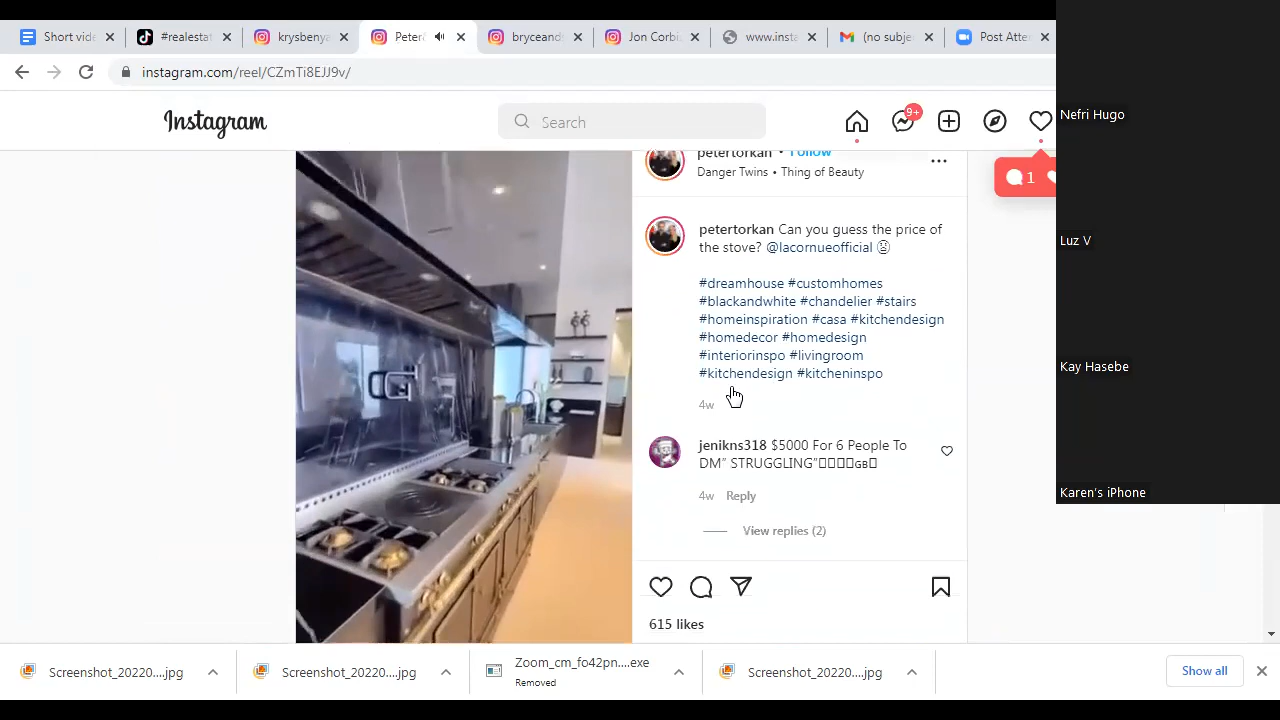 Short vid
#realestat
krysbenya
Peter
bryceand
Jon Corbi
www.insta
(no subje
Post Atte
instagram.com/reel/CZmTi8EJJ9v/
Instagram
Search
9+
1
petertorkan • Follow
Danger Twins • Thing of Beauty
petertorkan Can you guess the price of
the stove? @lacornueofficial
#dreamhouse #customhomes
#blackandwhite #chandelier #stairs
#homeinspiration #casa #kitchendesign
#homedecor #homedesign
#interiorinspo #livingroom
#kitchendesign #kitcheninspo
4w
jenikns318 $5000 For 6 People To
DM” STRUGGLING”
4w Reply
View replies (2)
615 likes
Nefri Hugo
Luz V
Kay Hasebe
Karen's iPhone
Screenshot_20220....jpg
Screenshot_20220....jpg
Zoom_cm_fo42pn....exe
Removed
Screenshot_20220....jpg
Show all